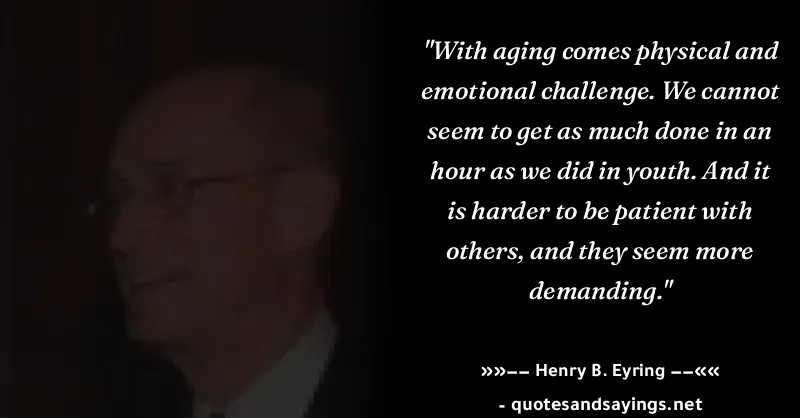 "With aging comes physical and
emotional challenge. We cannot
seem to get as much done in an
hour as we did in youth. And it
is harder to be patient with
others, and they seem more
demanding."
»»−− Henry B. Eyring −−««
- quotesandsayings.net